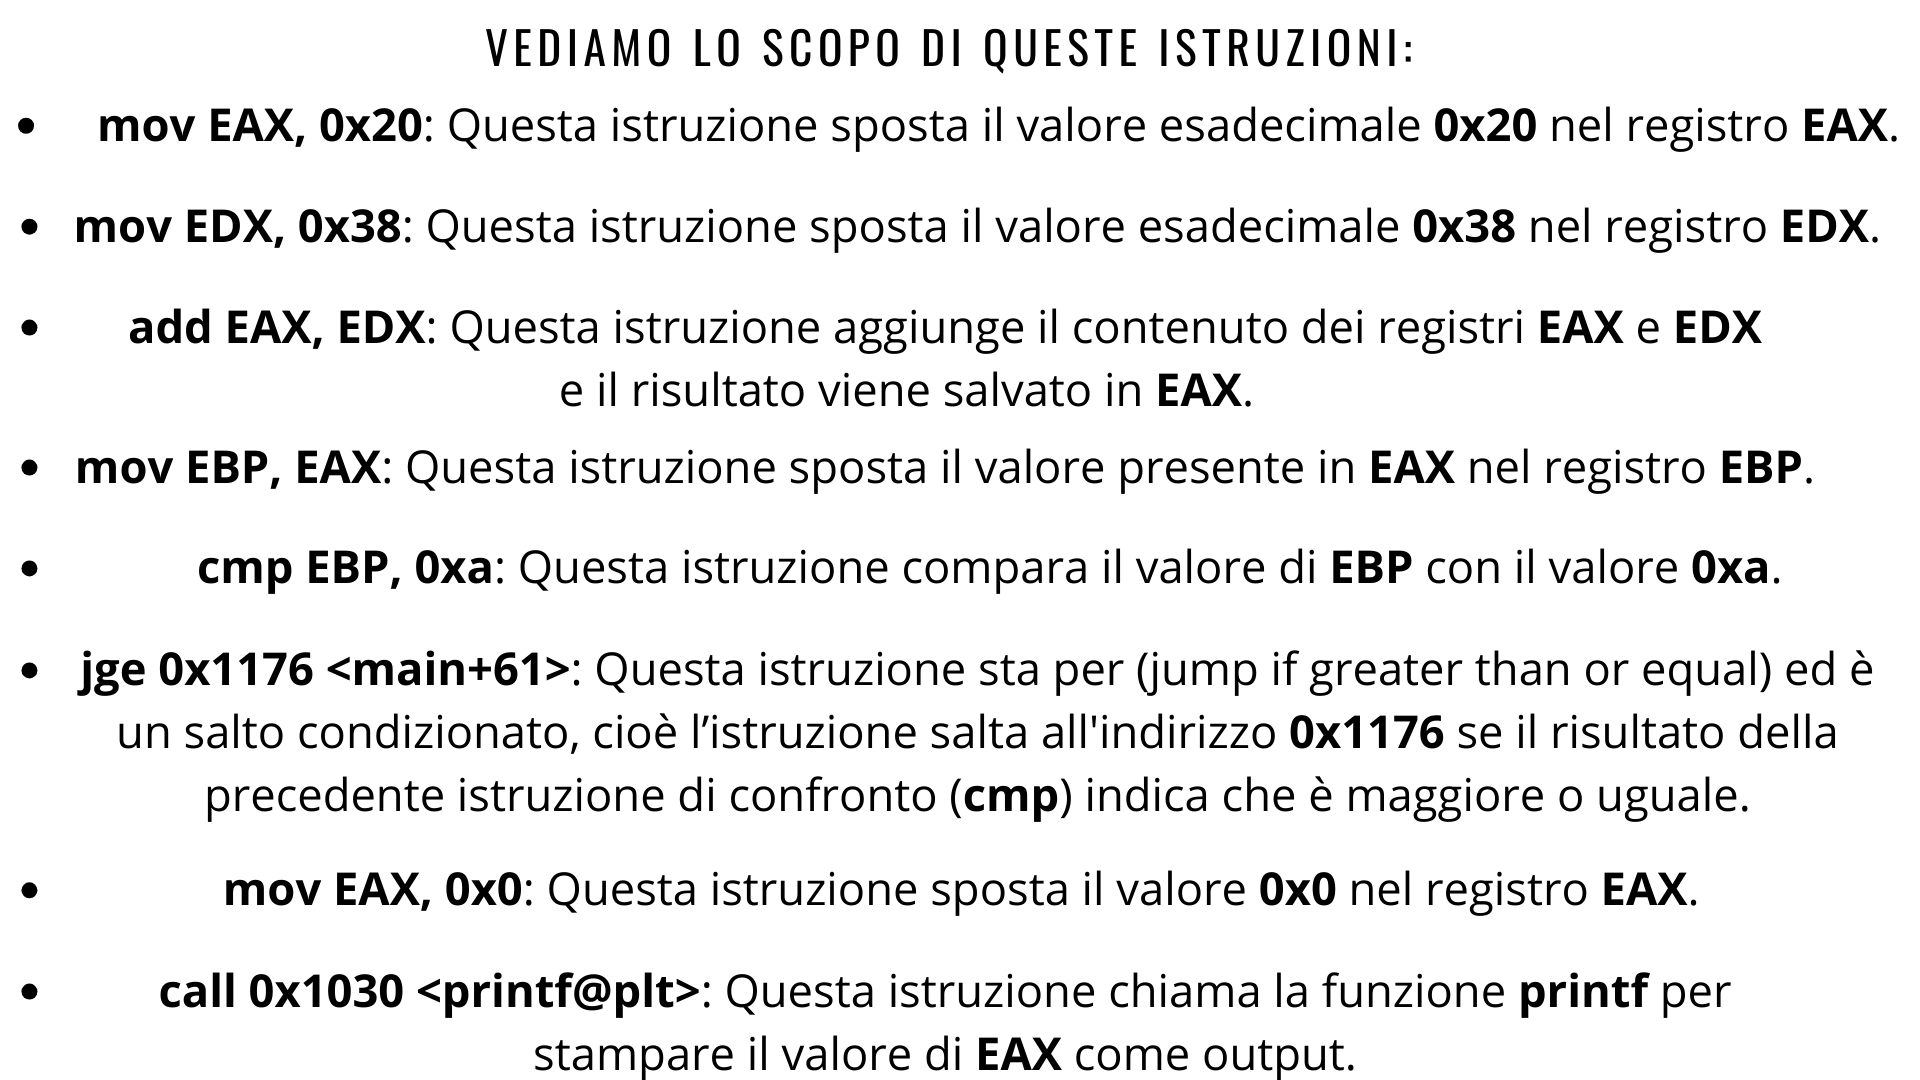 VEDIAMO LO SCOPO DI QUESTE ISTRUZIONI:
• mov EAX, 0x20: Questa istruzione sposta il valore esadecimale 0x20 nel registro EAX.
• mov EDX, 0x38: Questa istruzione sposta il valore esadecimale 0x38 nel registro EDX.
• add EAX, EDX: Questa istruzione aggiunge il contenuto dei registri EAX e EDX
e il risultato viene salvato in EAX.
• mov EBP, EAX: Questa istruzione sposta il valore presente in EAX nel registro EBP.
• cmp EBP, 0xa: Questa istruzione compara il valore di EBP con il valore 0xa.
• jge 0x1176 <main+61>: Questa istruzione sta per (jump if greater than or equal) ed è
un salto condizionato, cioè l’istruzione salta all'indirizzo 0x1176 se il risultato della
precedente istruzione di confronto (cmp) indica che è maggiore o uguale.
• mov EAX, 0x0: Questa istruzione sposta il valore 0x0 nel registro EAX.
• call 0x1030 <printf@plt>: Questa istruzione chiama la funzione printf per
stampare il valore di EAX come output.